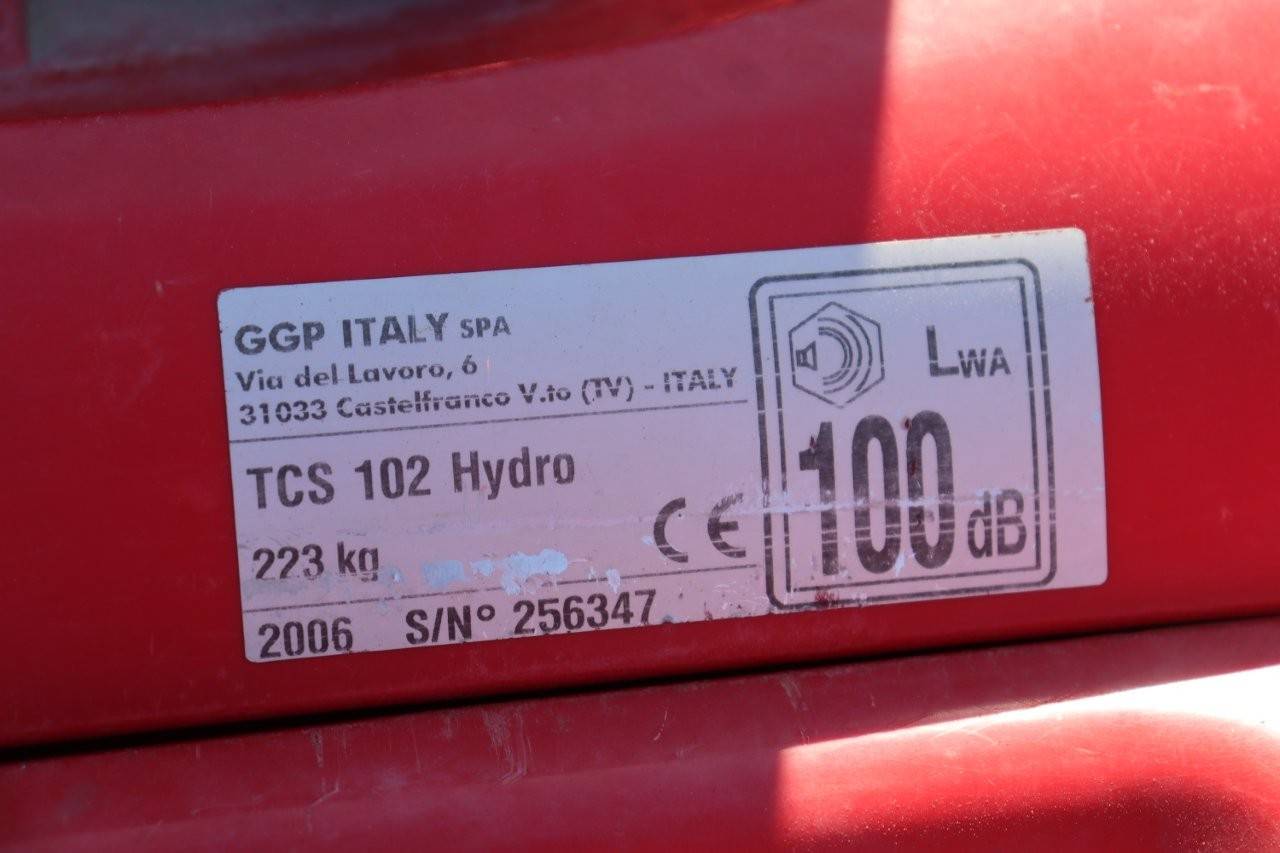 GGP ITALY SPA
Via del Lavoro, 6
31033 Castelfranco V.to (TV) - ITALY
TCS 102 Hydro
223 kg
CE
2006 S/N° 256347
LWA
100 dB